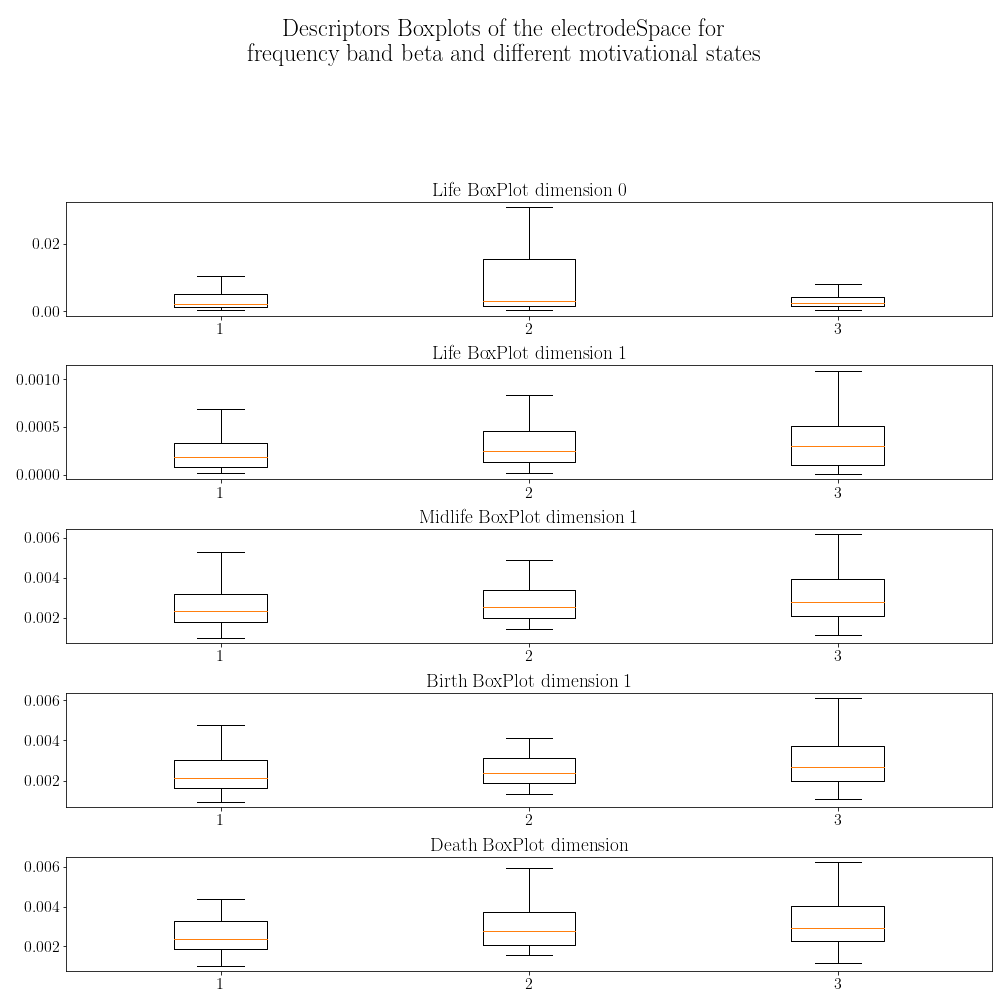 Descriptors Boxplots of the electrodeSpace for
frequency band beta and different motivational states
Life BoxPlot dimension 0
0.02
0.00
1 2 3
Life BoxPlot dimension 1
0.0010
0.0005
0.0000
1 2 3
Midlife BoxPlot dimension 1
0.006
0.004
0.002
1 2 3
Birth BoxPlot dimension 1
0.006
0.004
0.002
1 2 3
Death BoxPlot dimension
0.006
0.004
0.002
1 2 3